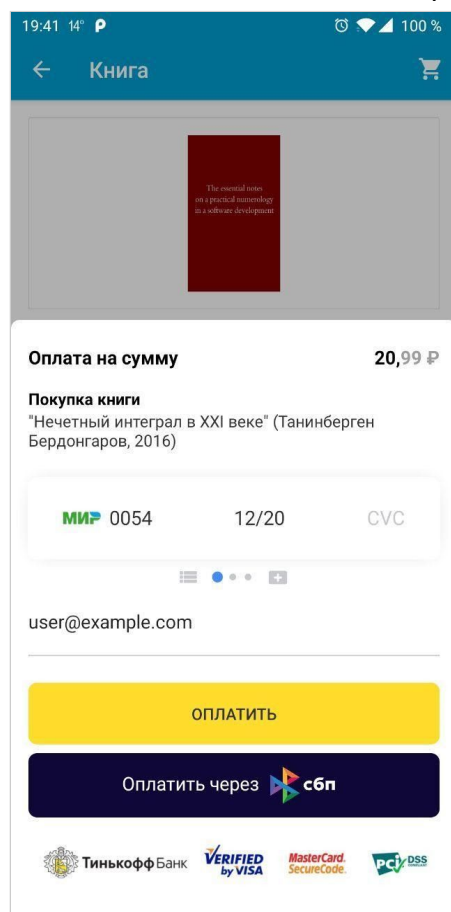 19:41 14° 100 %
Книга
The essential notes
on a practical numerology
in a software development
Оплата на сумму 20,99 ₽
Покупка книги
"Нечетный интеграл в XXI веке" (Танинберген
Бердонгаров, 2016)
МИР 0054 12/20 CVC
user@example.com
ОПЛАТИТЬ
Оплатить через сбп
Тинькофф Банк VERIFIED by VISA MasterCard. SecureCode. PCI DSS